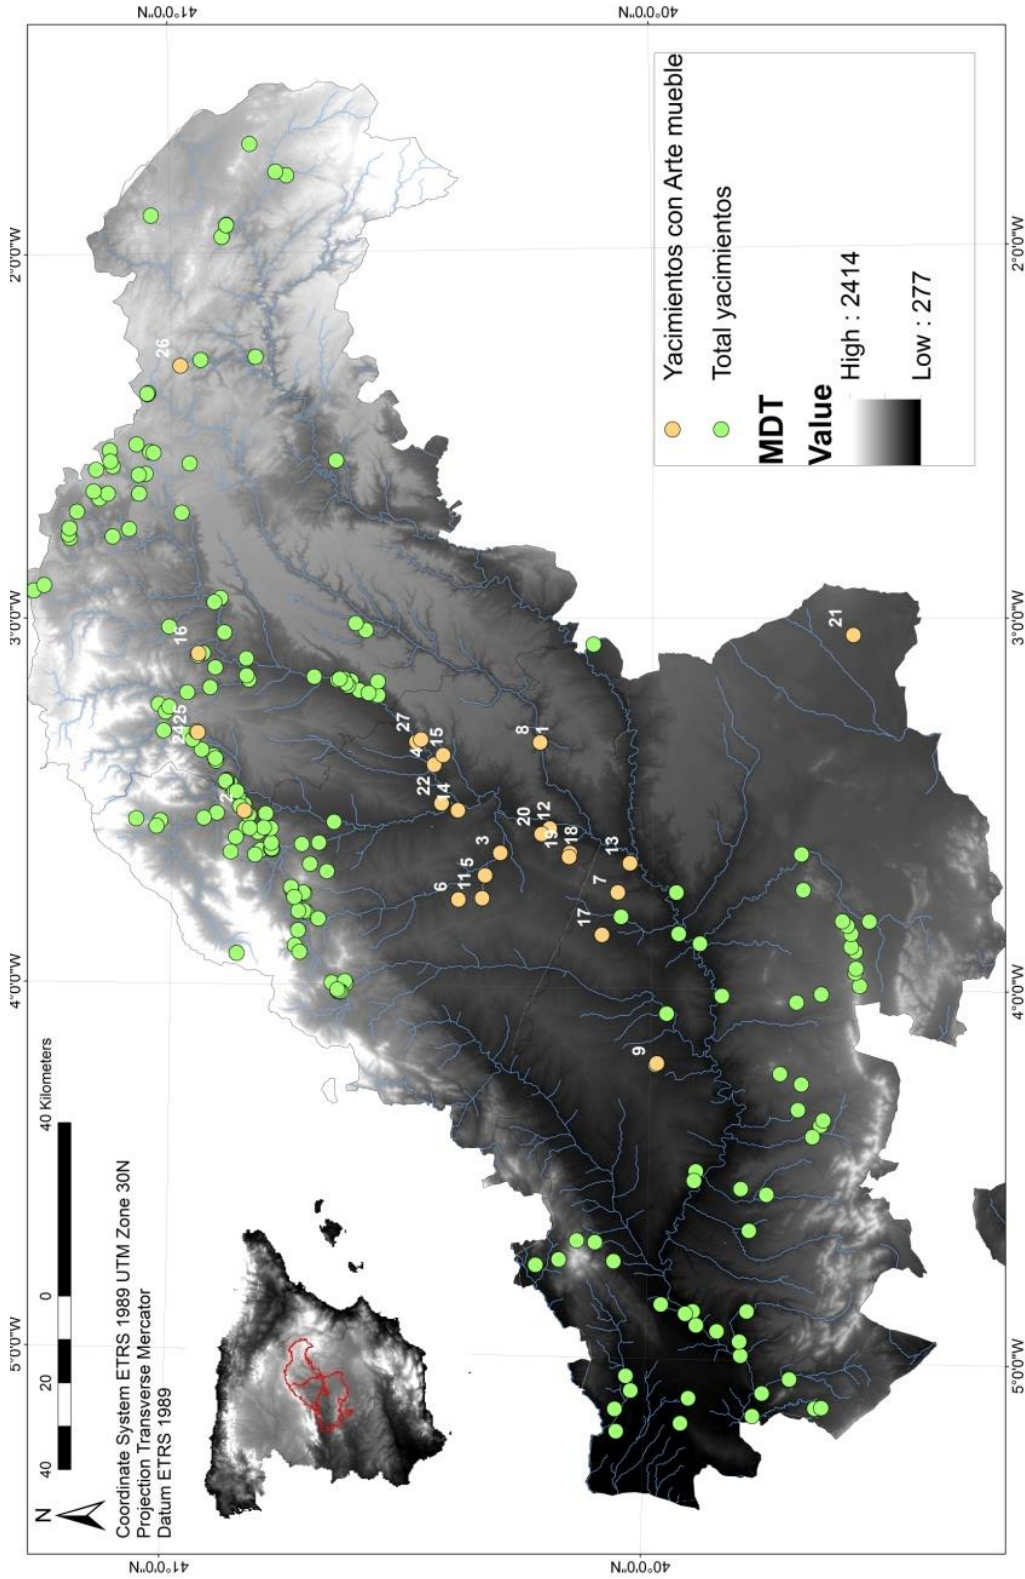 5°0'0"W
4°0'0"W
3°0'0"W
2°0'0"W
40
20
0
40 Kilometers
N
Coordinate System ETRS 1989 UTM Zone 30N
Projection Transverse Mercator
Datum ETRS 1989
41°0'0"N
41°0'0"N
26
16
2425
2
27
4
15
22
14
8
1
3
5
11
6
20
12
19
18
13
7
17
9
21
40°0'0"N
40°0'0"N
Yacimientos con Arte mueble
Total yacimientos
MDT
Value
High : 2414
Low : 277
5°0'0"W
4°0'0"W
3°0'0"W
2°0'0"W